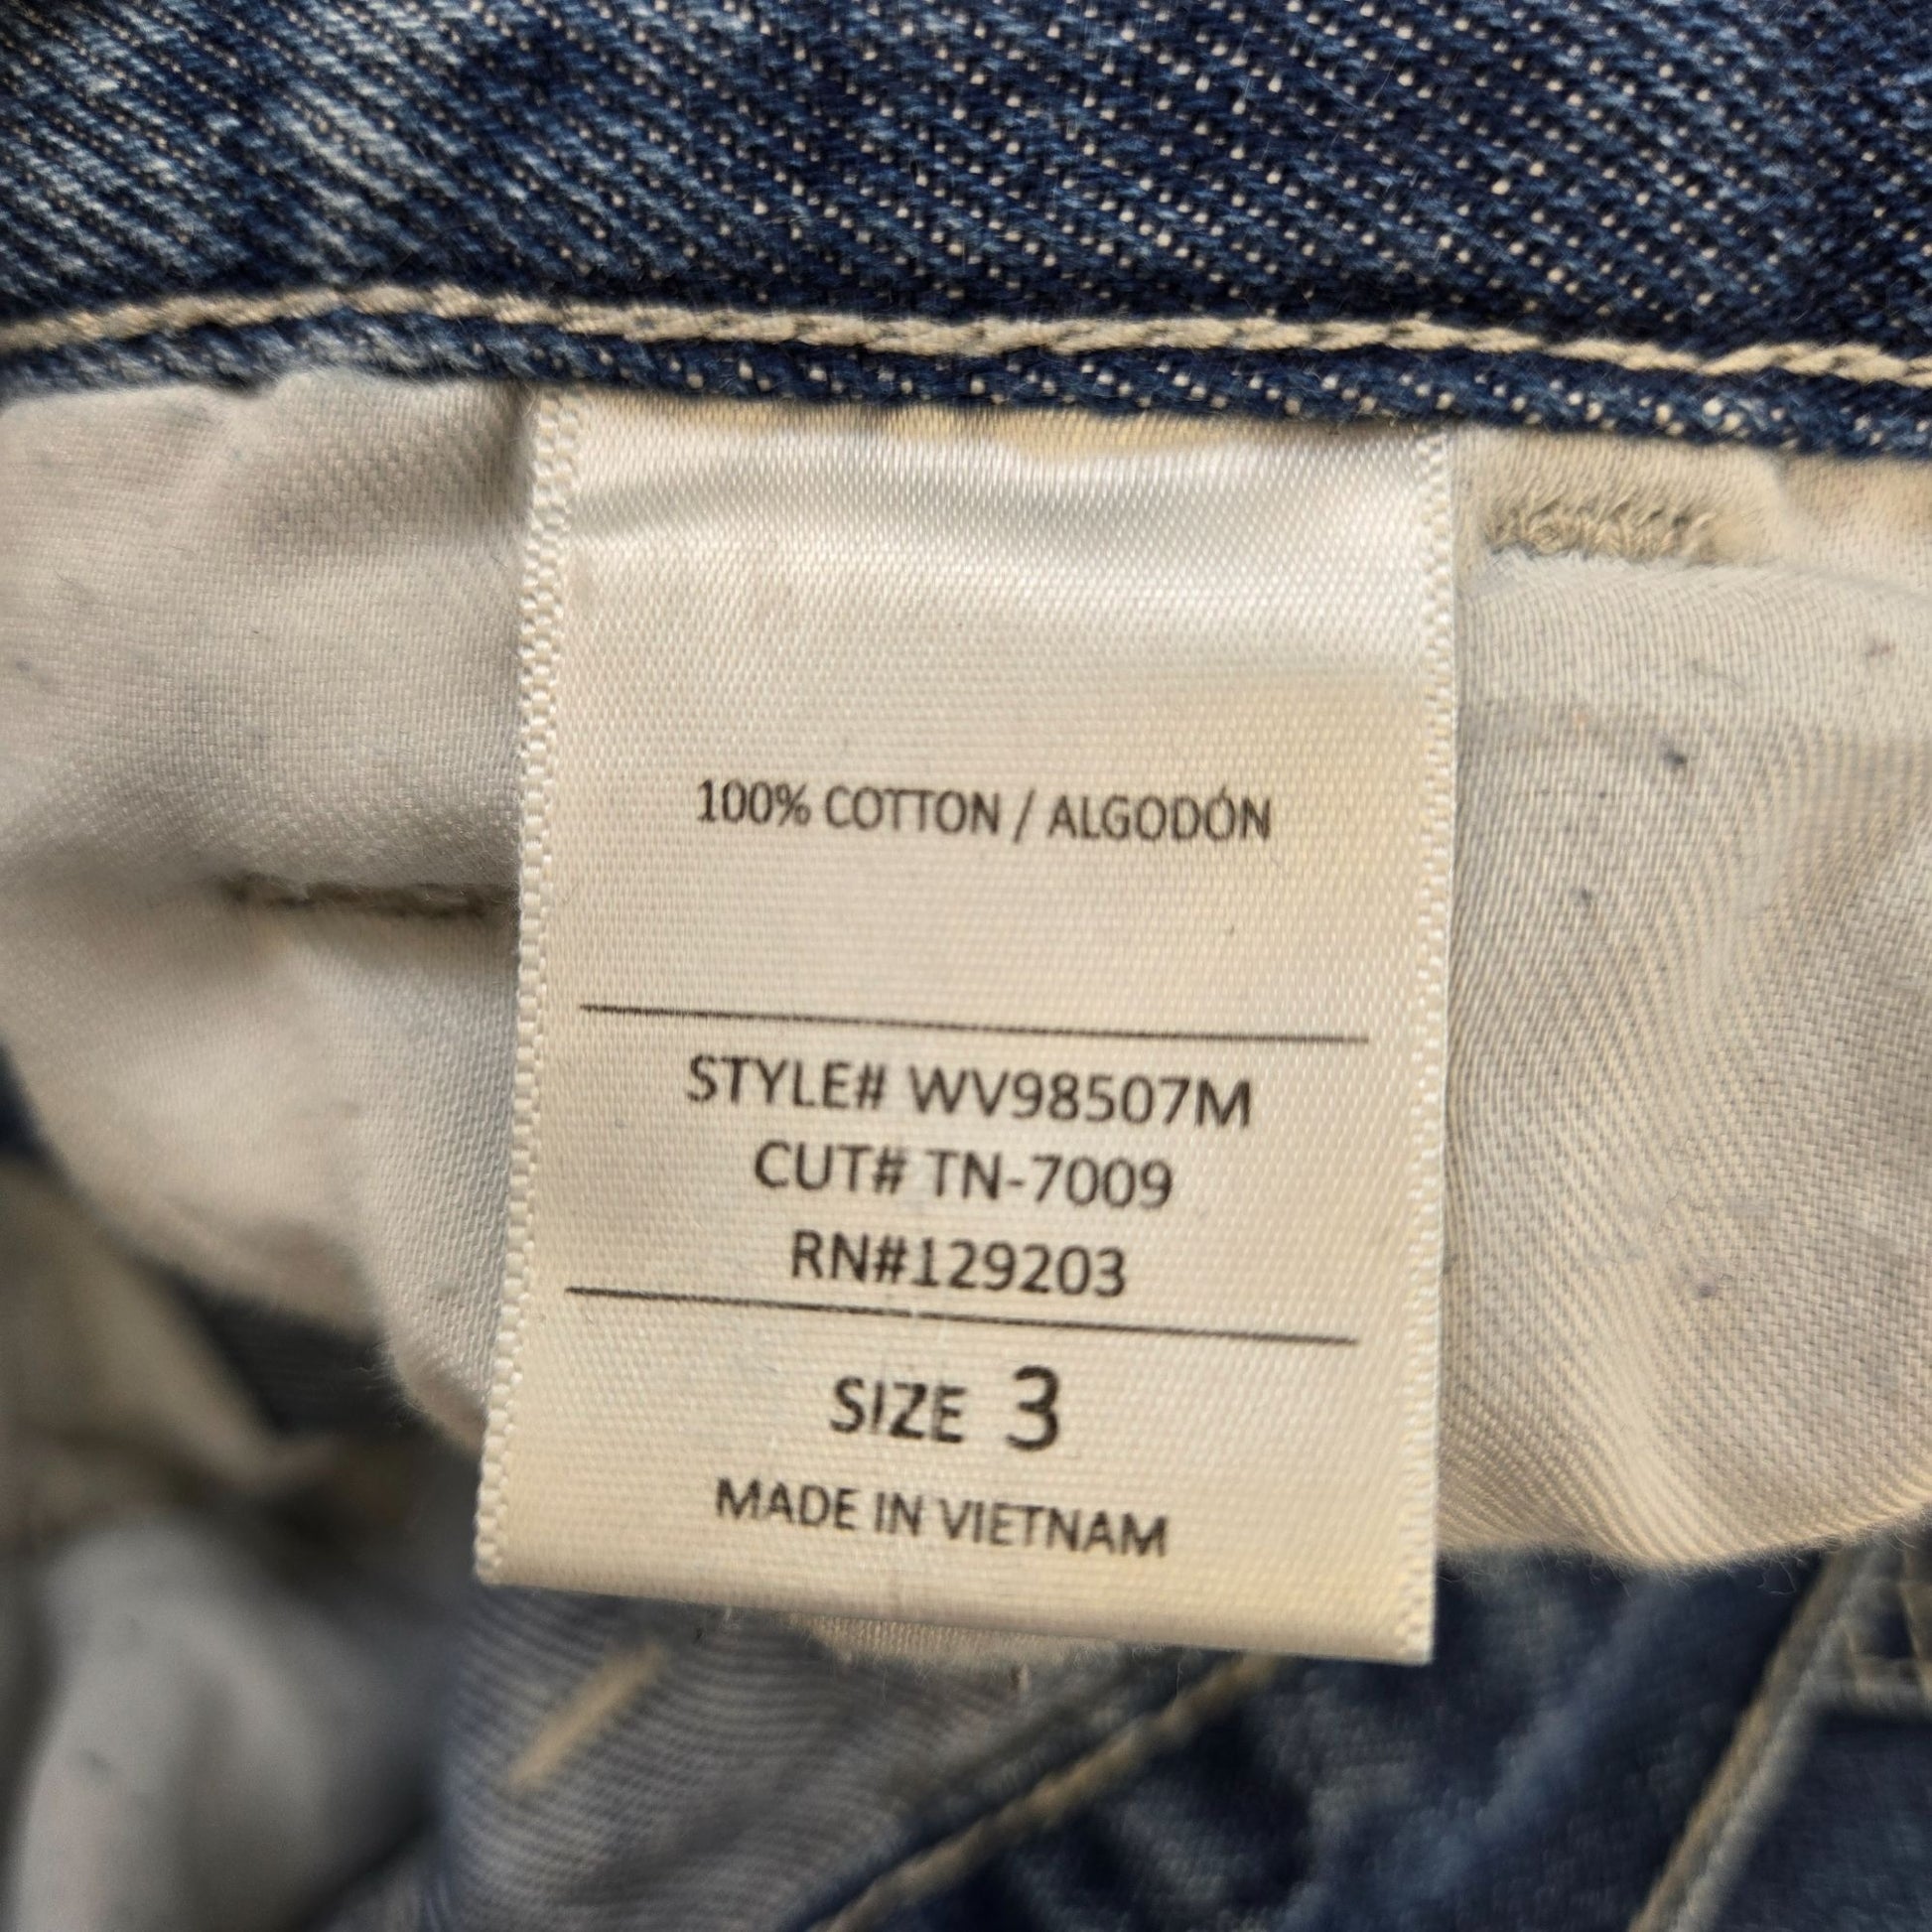 100% COTTON / ALGODÓN
STYLE# WV98507M
CUT# TN-7009
RN#129203
SIZE 3
MADE IN VIETNAM